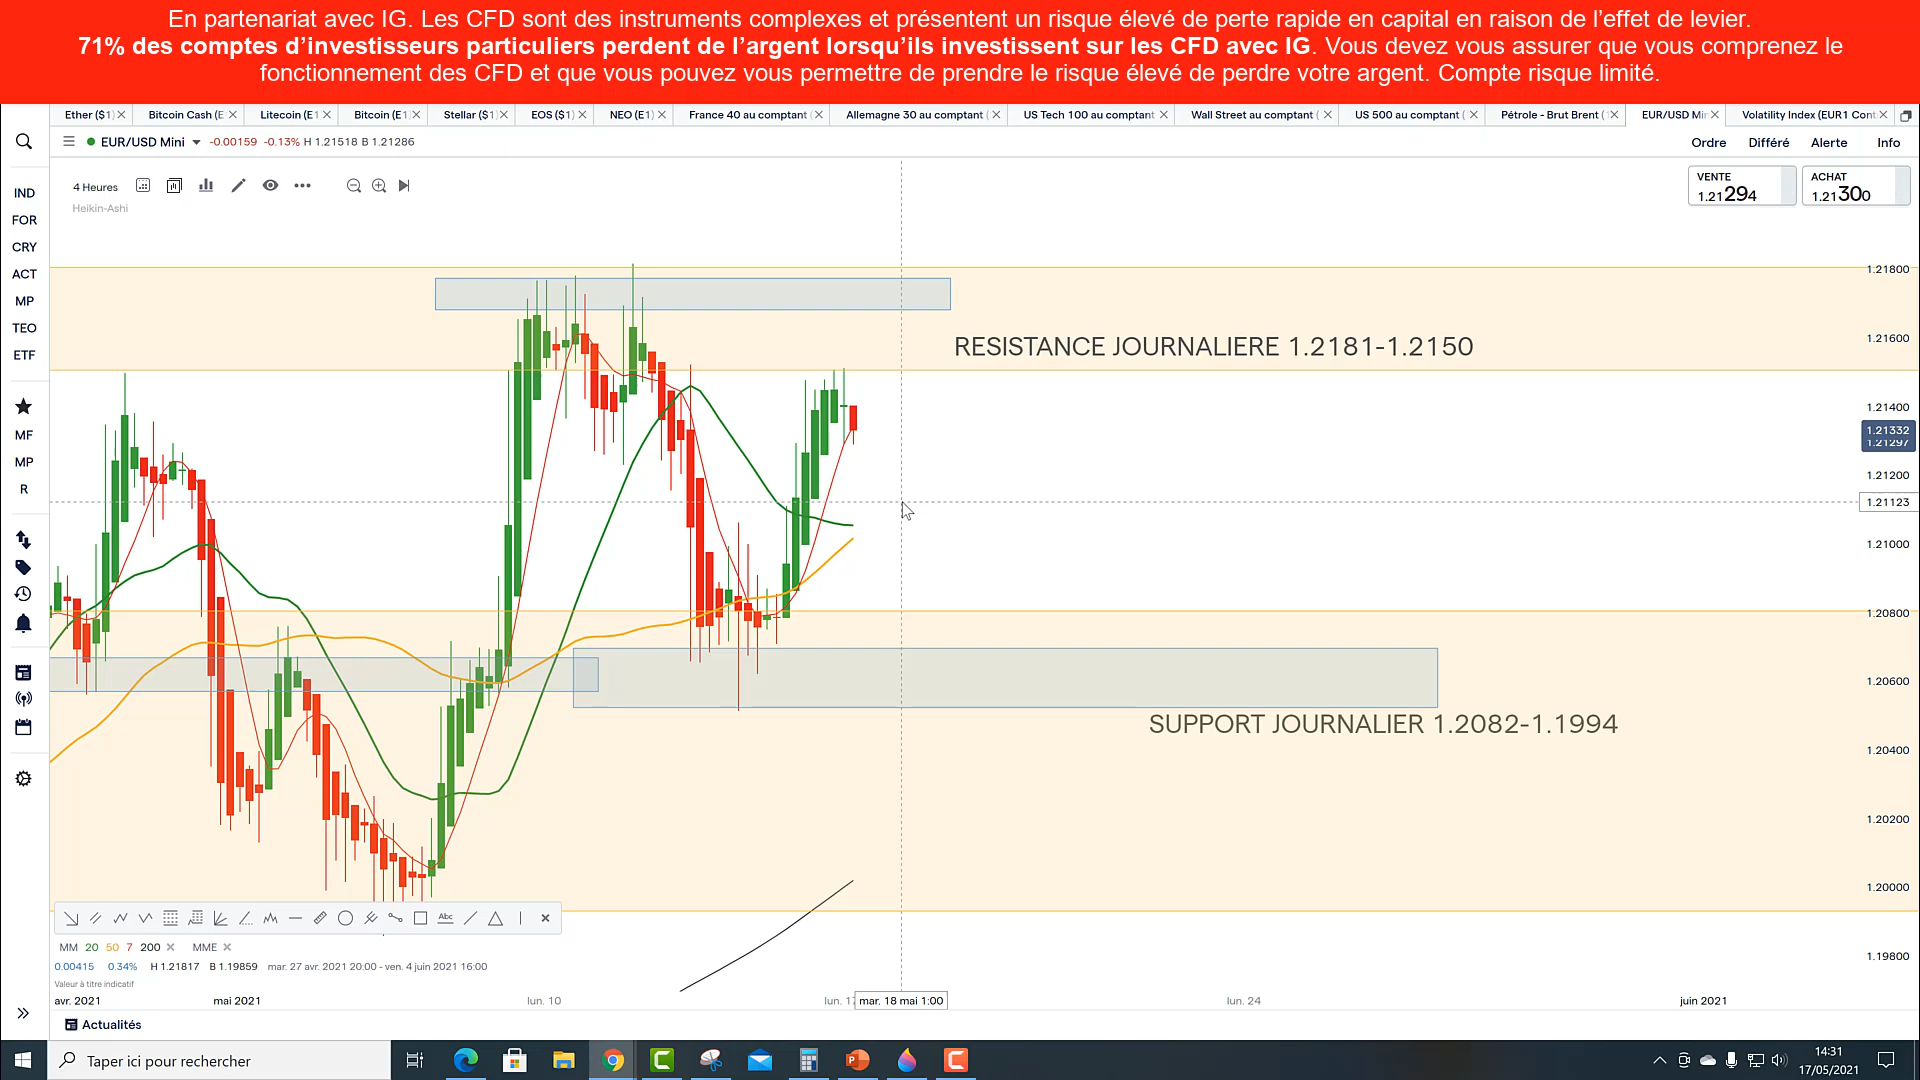 En partenariat avec IG. Les CFD sont des instruments complexes et présentent un risque élevé de perte rapide en capital en raison de l’effet de levier.
71% des comptes d’investisseurs particuliers perdent de l’argent lorsqu’ils investissent sur les CFD avec IG. Vous devez vous assurer que vous comprenez le
fonctionnement des CFD et que vous pouvez vous permettre de prendre le risque élevé de perdre votre argent. Compte risque limité.
Ether ($1) Bitcoin Cash (E Litecoin (E1 Bitcoin (E1) Stellar ($1) EOS ($1) NEO (E1) France 40 au comptant ( Allemagne 30 au comptant ( US Tech 100 au comptant Wall Street au comptant ( US 500 au comptant ( Pétrole - Brut Brent ( EUR/USD Min Volatility Index (EUR1 Cont
EUR/USD Mini -0.00159 -0.13% H 1.21518 B 1.21286
Ordre Différé Alerte Info
4 Heures
Heikin-Ashi
VENTE
1.21294
ACHAT
1.21300
IND
FOR
CRY
ACT
MP
TEO
ETF
MF
MP
R
1.21800
RESISTANCE JOURNALIERE 1.2181-1.2150
1.21600
1.21400
1.21332
1.21297
1.21200
1.21123
1.21000
1.20800
1.20600
SUPPORT JOURNALIER 1.2082-1.1994
1.20400
1.20200
1.20000
1.19800
Abc
MM 20 50 7 200 MME
0.00415 0.34% H 1.21817 B 1.19859 mar. 27 avr. 2021 20:00 - ven. 4 juin 2021 16:00
Valeur à titre indicatif
avr. 2021 mai 2021 lun. 10 lun. 17 mar. 18 mai 1:00 lun. 24 juin 2021
Actualités
Taper ici pour rechercher
14:31
17/05/2021